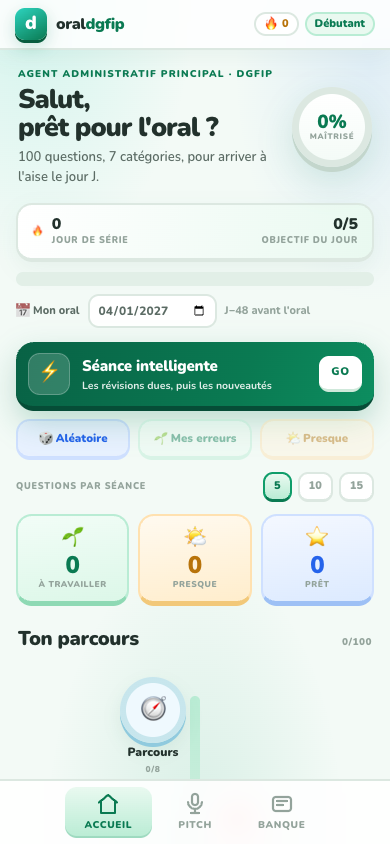 d oraldgfip 🔥 0 Débutant
AGENT ADMINISTRATIF PRINCIPAL · DGFIP
Salut,
prêt pour l'oral ?
100 questions, 7 catégories, pour arriver à
l'aise le jour J.
0%
MAÎTRISÉ
🔥 0
JOUR DE SÉRIE
0/5
OBJECTIF DU JOUR
📅 Mon oral 04/01/2027 J−48 avant l'oral
⚡ Séance intelligente
Les révisions dues, puis les nouveautés
GO
🎲 Aléatoire 🌱 Mes erreurs 🌤️ Presque
QUESTIONS PAR SÉANCE 5 10 15
0 0 0
À TRAVAILLER PRESQUE PRÊT
Ton parcours 0/100
Parcours
0/8
ACCUEIL PITCH BANQUE